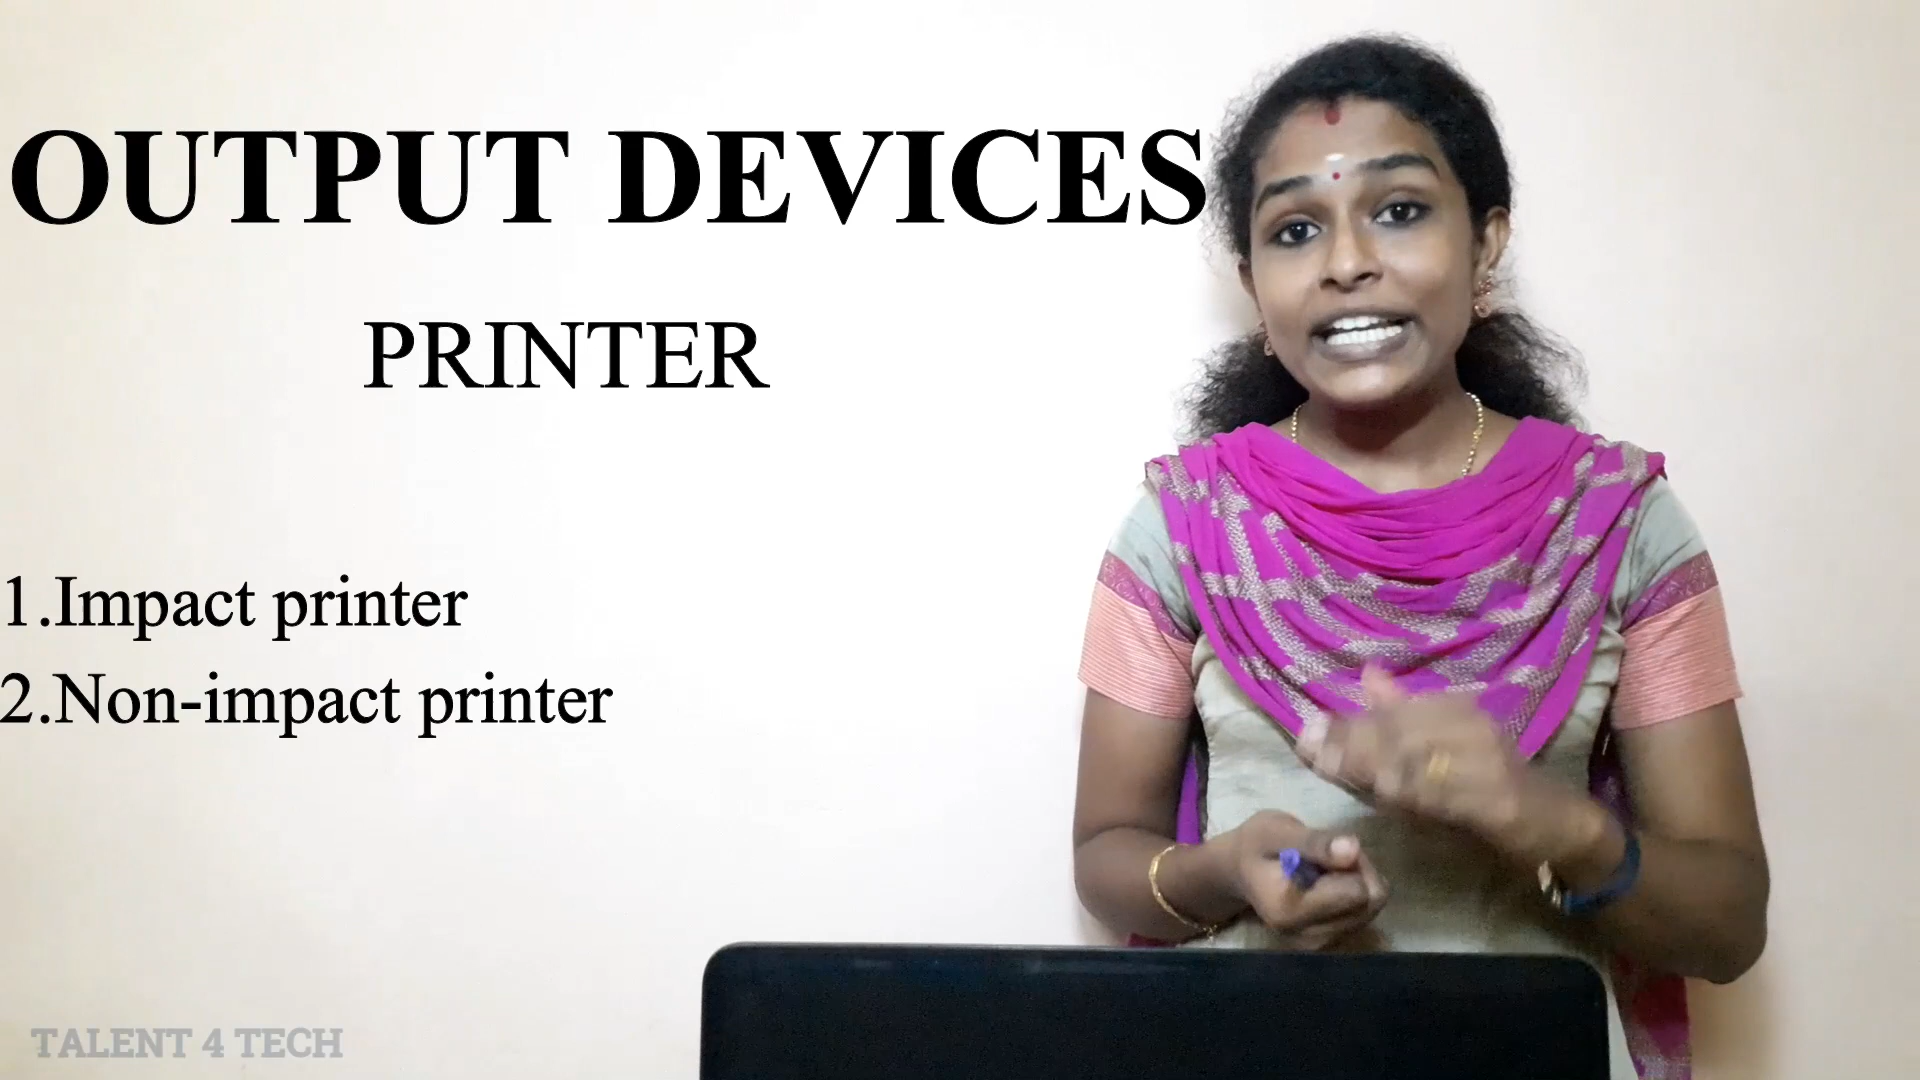 OUTPUT DEVICES
PRINTER
1.Impact printer
2.Non-impact printer
TALENT 4 TECH